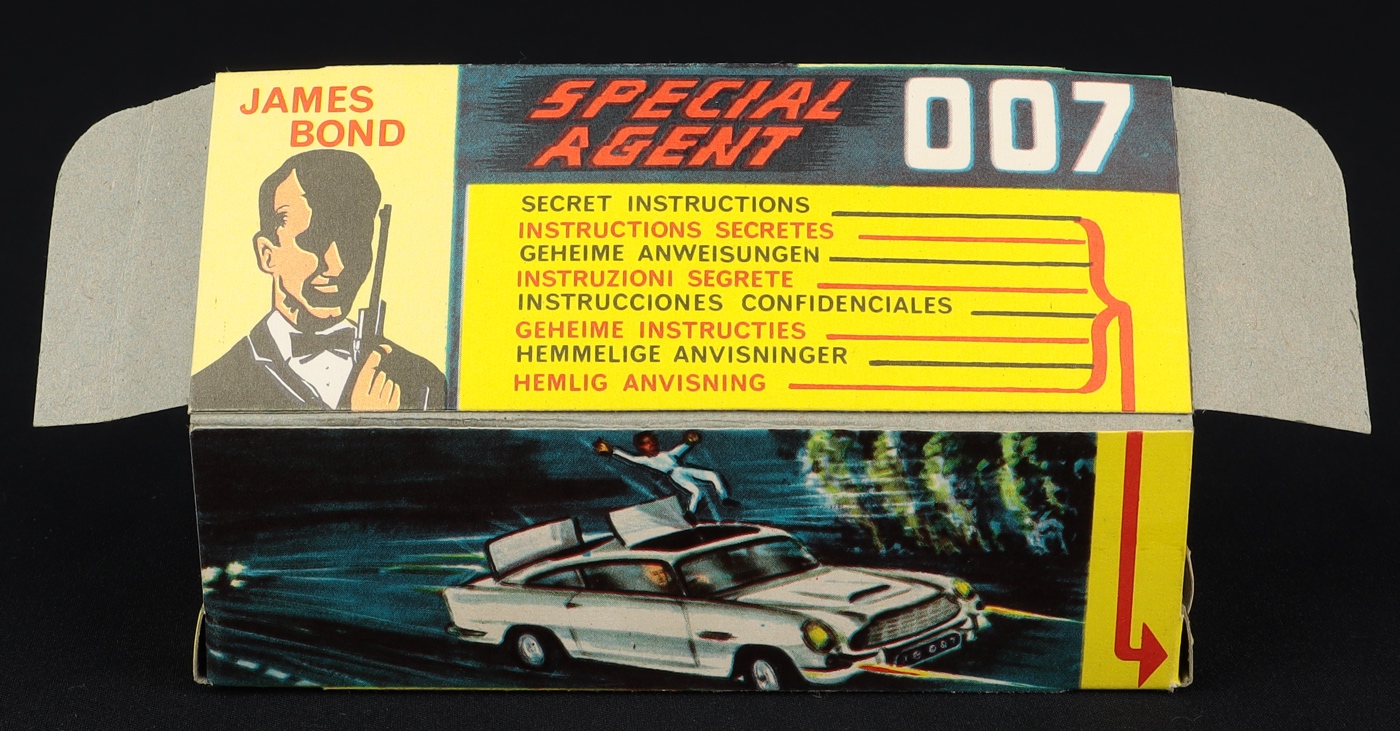 JAMES
BOND
SPECIAL
AGENT
007
SECRET INSTRUCTIONS
INSTRUCTIONS SECRETES
GEHEIME ANWEISUNGEN
INSTRUZIONI SEGRETE
INSTRUCCIONES CONFIDENCIALES
GEHEIME INSTRUCTIES
HEMMELIGE ANVISNINGER
HEMLIG ANVISNING